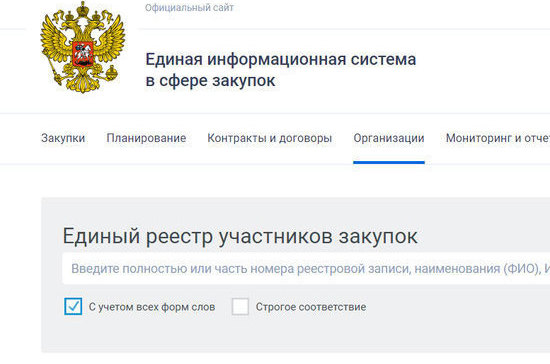 Официальный сайт
Единая информационная система
в сфере закупок
Закупки Планирование Контракты и договоры Организации Мониторинг и отче
Единый реестр участников закупок
Введите полностью или часть номера реестровой записи, наименования (ФИО), И
С учетом всех форм слов Строгое соответствие